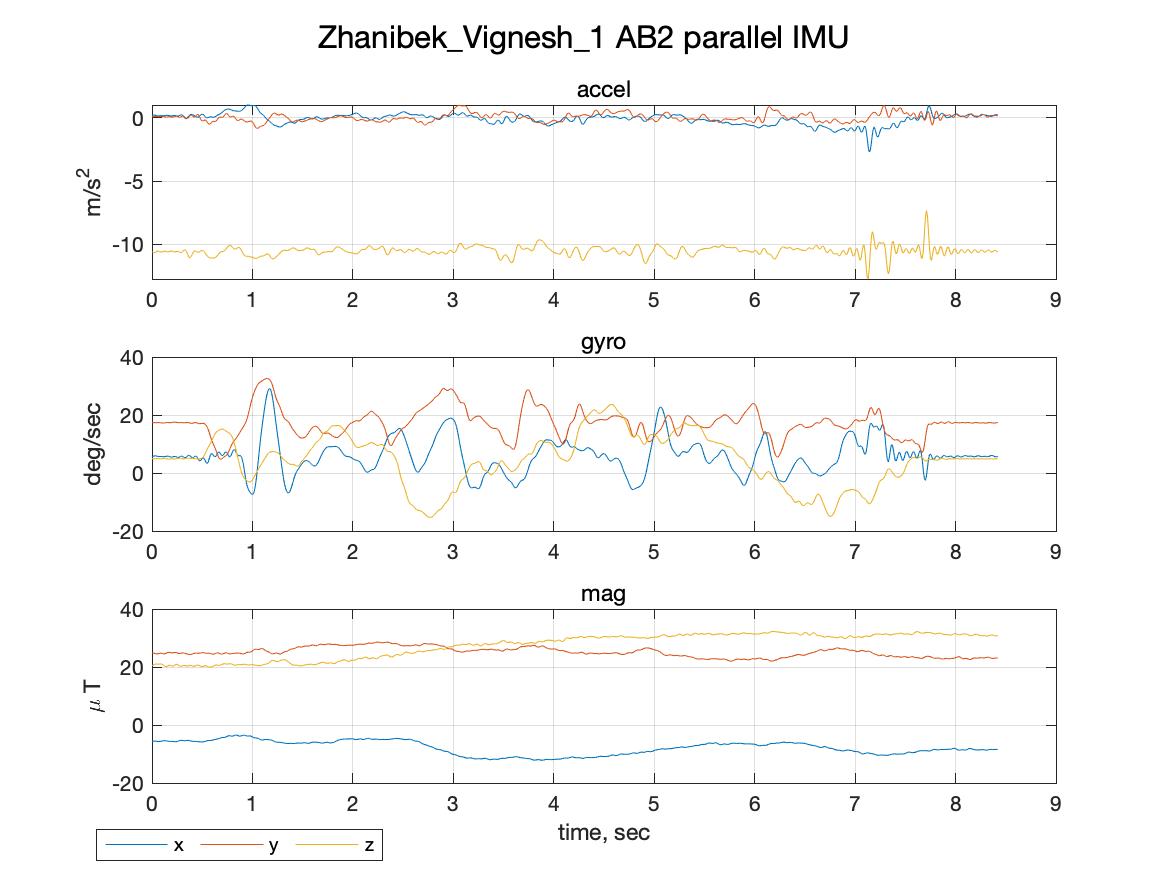 Zhanibek_Vignesh_1 AB2 parallel IMU
accel
m/s²
0
-5
-10
0 1 2 3 4 5 6 7 8 9
gyro
deg/sec
40
20
0
-20
0 1 2 3 4 5 6 7 8 9
mag
μ T
40
20
0
-20
0 1 2 3 4 5 6 7 8 9
time, sec
x y z